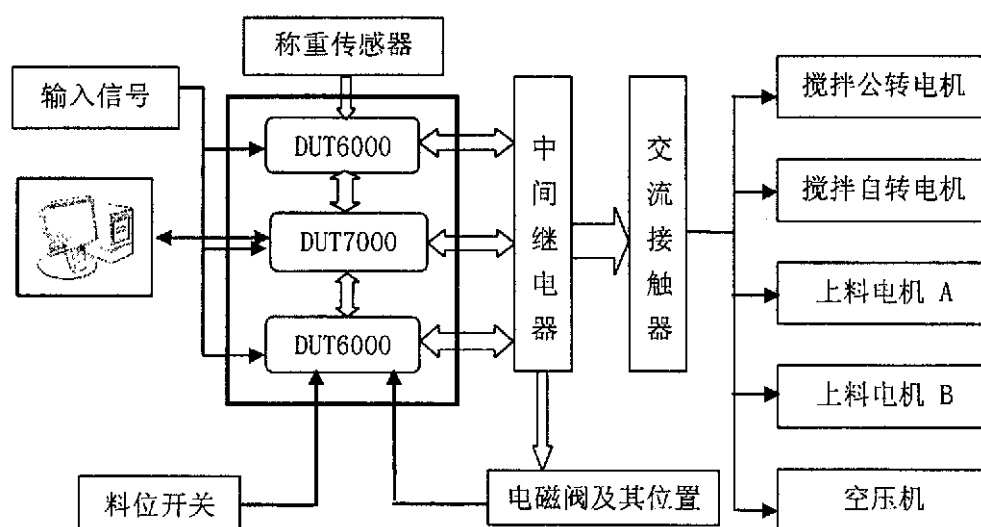 称重传感器
输入信号
DUT6000
DUT7000
DUT6000
中间继电器
交流接触器
搅拌公转电机
搅拌自转电机
上料电机 A
上料电机 B
空压机
料位开关
电磁阀及其位置